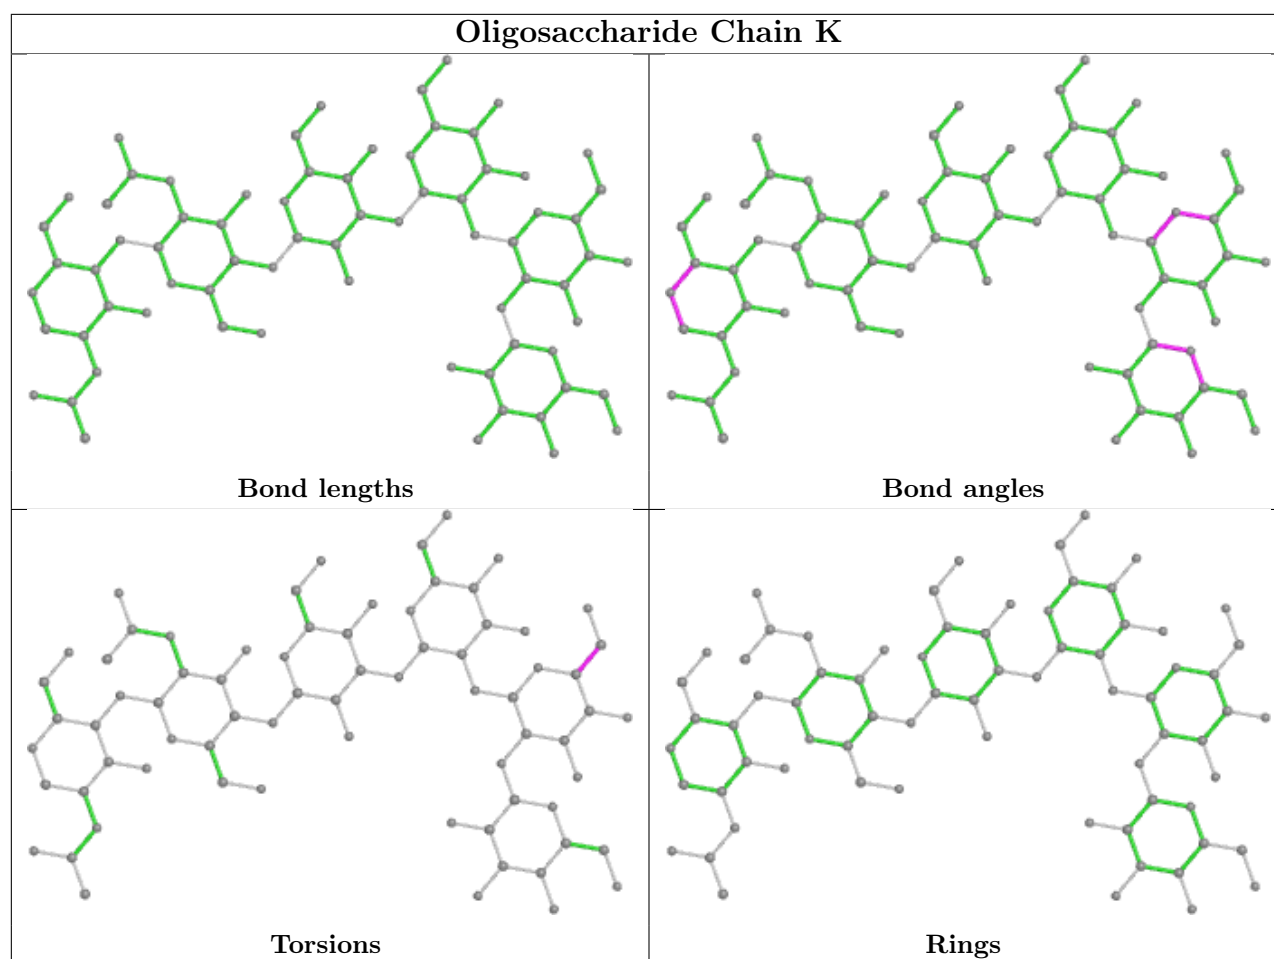 Oligosaccharide Chain K
Bond lengths
Bond angles
Torsions
Rings